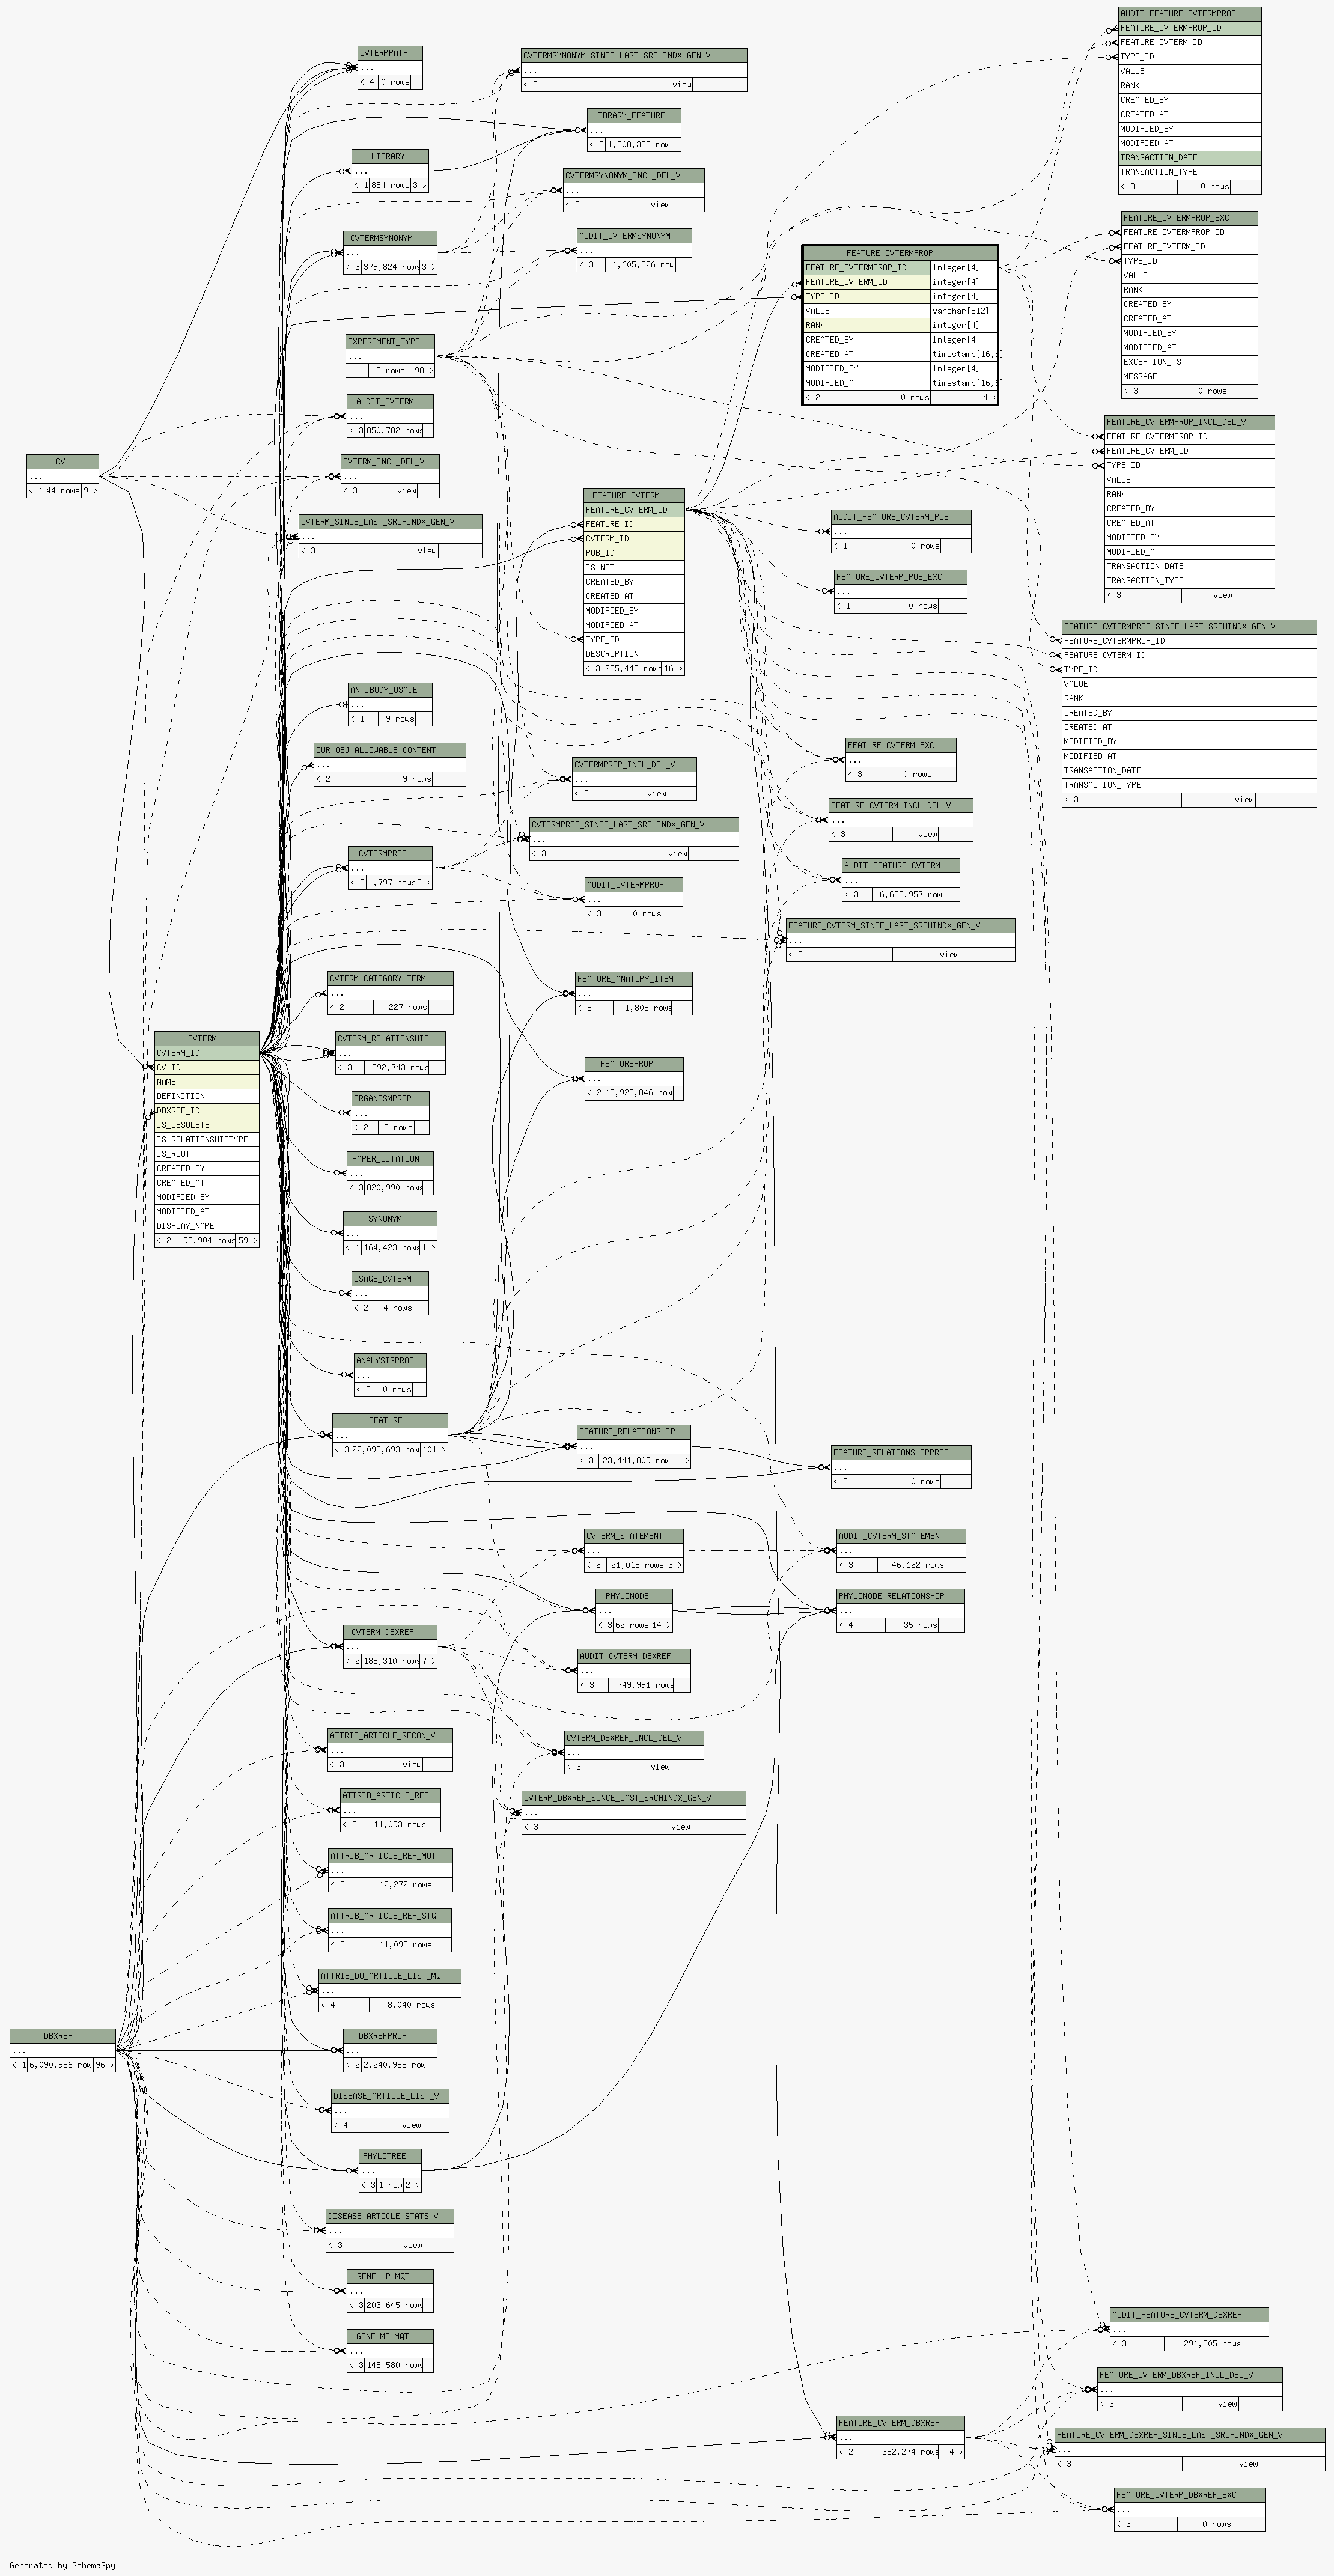 CVTERMPATH
...
< 4 0 rows
CVTERMSYNONYM_SINCE_LAST_SRCHINDX_GEN_V
...
< 3 view
LIBRARY_FEATURE
...
< 3 1,308,333 row
LIBRARY
...
< 1 854 rows 3 >
CVTERMSYNONYM_INCL_DEL_V
...
< 3 view
CVTERMSYNONYM
...
< 3 379,824 rows 3 >
AUDIT_CVTERMSYNONYM
...
< 3 1,605,326 row
EXPERIMENT_TYPE
...
3 rows 98 >
AUDIT_CVTERM
...
< 3 850,782 rows
CV
...
< 1 44 rows 9 >
CVTERM_INCL_DEL_V
...
< 3 view
CVTERM_SINCE_LAST_SRCHINDX_GEN_V
...
< 3 view
AUDIT_FEATURE_CVTERMPROP
FEATURE_CVTERMPROP_ID
FEATURE_CVTERM_ID
TYPE_ID
VALUE
RANK
CREATED_BY
CREATED_AT
MODIFIED_BY
MODIFIED_AT
TRANSACTION_DATE
TRANSACTION_TYPE
< 3 0 rows
FEATURE_CVTERMPROP_EXC
FEATURE_CVTERMPROP_ID
FEATURE_CVTERM_ID
TYPE_ID
VALUE
RANK
CREATED_BY
CREATED_AT
MODIFIED_BY
MODIFIED_AT
EXCEPTION_TS
MESSAGE
< 3 0 rows
FEATURE_CVTERMPROP
FEATURE_CVTERMPROP_ID integer[4]
FEATURE_CVTERM_ID integer[4]
TYPE_ID integer[4]
VALUE varchar[512]
RANK integer[4]
CREATED_BY integer[4]
CREATED_AT timestamp[16,6]
MODIFIED_BY integer[4]
MODIFIED_AT timestamp[16,6]
< 2 0 rows 4 >
FEATURE_CVTERMPROP_INCL_DEL_V
FEATURE_CVTERMPROP_ID
FEATURE_CVTERM_ID
TYPE_ID
VALUE
RANK
CREATED_BY
CREATED_AT
MODIFIED_BY
MODIFIED_AT
TRANSACTION_DATE
TRANSACTION_TYPE
< 3 view
FEATURE_CVTERM
FEATURE_CVTERM_ID
FEATURE_ID
CVTERM_ID
PUB_ID
IS_NOT
CREATED_BY
CREATED_AT
MODIFIED_BY
MODIFIED_AT
TYPE_ID
DESCRIPTION
< 3 285,443 rows 16 >
AUDIT_FEATURE_CVTERM_PUB
...
< 1 0 rows
FEATURE_CVTERM_PUB_EXC
...
< 1 0 rows
FEATURE_CVTERMPROP_SINCE_LAST_SRCHINDX_GEN_V
FEATURE_CVTERMPROP_ID
FEATURE_CVTERM_ID
TYPE_ID
VALUE
RANK
CREATED_BY
CREATED_AT
MODIFIED_BY
MODIFIED_AT
TRANSACTION_DATE
TRANSACTION_TYPE
< 3 view
ANTIBODY_USAGE
...
< 1 9 rows
CUR_OBJ_ALLOWABLE_CONTENT
...
< 2 9 rows
CVTERMPROP_INCL_DEL_V
...
< 3 view
FEATURE_CVTERM_EXC
...
< 3 0 rows
FEATURE_CVTERM_INCL_DEL_V
...
< 3 view
CVTERMPROP_SINCE_LAST_SRCHINDX_GEN_V
...
< 3 view
CVTERMPROP
...
< 2 1,797 rows 3 >
AUDIT_CVTERMPROP
...
< 3 0 rows
AUDIT_FEATURE_CVTERM
...
< 3 6,638,957 row
FEATURE_CVTERM_SINCE_LAST_SRCHINDX_GEN_V
...
< 3 view
CVTERM_CATEGORY_TERM
...
< 2 227 rows
FEATURE_ANATOMY_ITEM
...
< 5 1,808 rows
CVTERM
CVTERM_ID
CV_ID
NAME
DEFINITION
DBXREF_ID
IS_OBSOLETE
IS_RELATIONSHIPTYPE
IS_ROOT
CREATED_BY
CREATED_AT
MODIFIED_BY
MODIFIED_AT
DISPLAY_NAME
< 2 193,904 rows 59 >
CVTERM_RELATIONSHIP
...
< 3 292,743 rows
FEATUREPROP
...
< 2 15,925,846 row
ORGANISMPROP
...
< 2 2 rows
PAPER_CITATION
...
< 3 820,990 rows
SYNONYM
...
< 1 164,423 rows 1 >
USAGE_CVTERM
...
< 2 4 rows
ANALYSISPROP
...
< 2 0 rows
FEATURE
...
< 3 22,095,693 row 101 >
FEATURE_RELATIONSHIP
...
< 3 23,441,809 row 1 >
FEATURE_RELATIONSHIPPROP
...
< 2 0 rows
CVTERM_STATEMENT
...
< 2 21,018 rows 3 >
AUDIT_CVTERM_STATEMENT
...
< 3 46,122 rows
PHYLONODE
...
< 3 62 rows 14 >
PHYLONODE_RELATIONSHIP
...
< 4 35 rows
CVTERM_DBXREF
...
< 2 188,310 rows 7 >
AUDIT_CVTERM_DBXREF
...
< 3 749,991 row
ATTRIB_ARTICLE_RECON_V
...
< 3 view
CVTERM_DBXREF_INCL_DEL_V
...
< 3 view
ATTRIB_ARTICLE_REF
...
< 3 11,093 rows
CVTERM_DBXREF_SINCE_LAST_SRCHINDX_GEN_V
...
< 3 view
ATTRIB_ARTICLE_REF_MQT
...
< 3 12,272 rows
ATTRIB_ARTICLE_REF_STG
...
< 3 11,093 rows
ATTRIB_DO_ARTICLE_LIST_MQT
...
< 4 8,040 rows
DBXREF
...
< 1 6,090,986 row 96 >
DBXREFPROP
...
< 2 2,240,955 row
DISEASE_ARTICLE_LIST_V
...
< 4 view
PHYLOTREE
...
< 3 1 row 2 >
DISEASE_ARTICLE_STATS_V
...
< 3 view
GENE_HP_MQT
...
< 3 203,645 rows
GENE_MP_MQT
...
< 3 148,580 rows
AUDIT_FEATURE_CVTERM_DBXREF
...
< 3 291,805 rows
FEATURE_CVTERM_DBXREF_INCL_DEL_V
...
< 3 view
FEATURE_CVTERM_DBXREF
...
< 2 352,274 rows 4 >
FEATURE_CVTERM_DBXREF_SINCE_LAST_SRCHINDX_GEN_V
...
< 3 view
FEATURE_CVTERM_DBXREF_EXC
...
< 3 0 rows
Generated by SchemaSpy